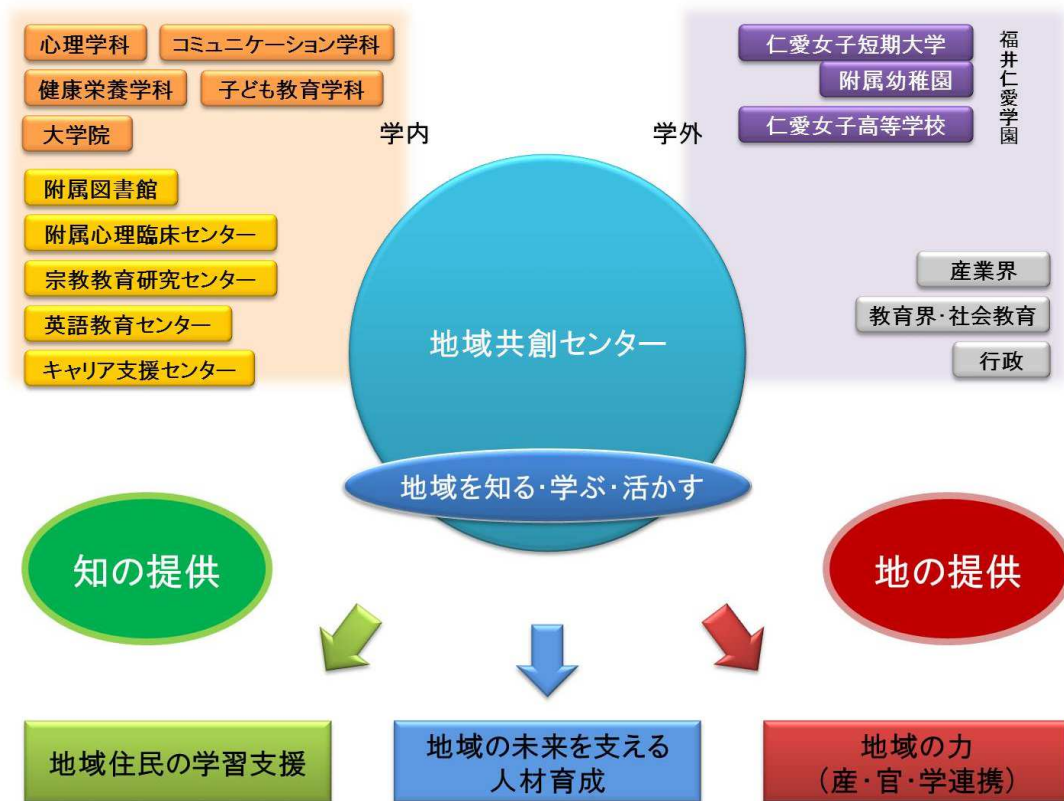 心理学科
コミュニケーション学科
健康栄養学科
子ども教育学科
大学院
附属図書館
附属心理臨床センター
宗教教育研究センター
英語教育センター
キャリア支援センター
学内
学外
仁愛女子短期大学
附属幼稚園
仁愛女子高等学校
福井仁愛学園
産業界
教育界・社会教育
行政
地域共創センター
地域を知る・学ぶ・活かす
知の提供
地の提供
地域住民の学習支援
地域の未来を支える
人材育成
地域の力
（産・官・学連携）